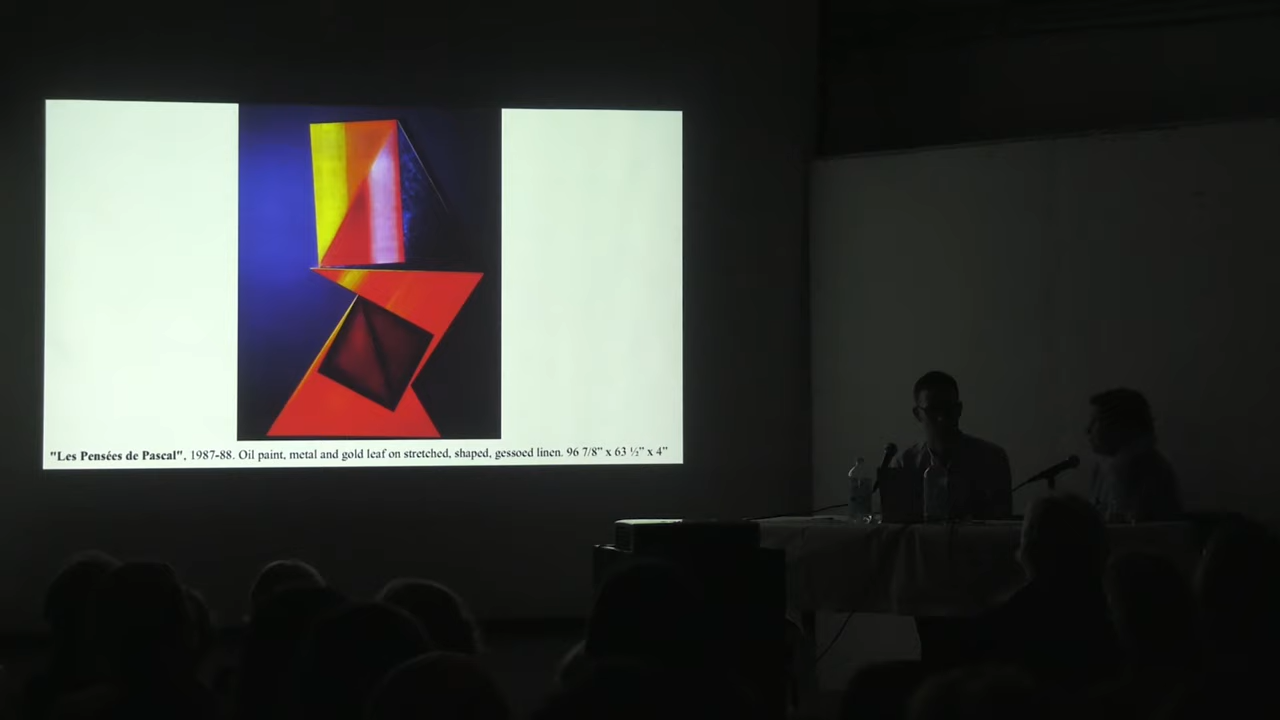 "Les Pensées de Pascal", 1987-88. Oil paint, metal and gold leaf on stretched, shaped, gessoed linen. 96 7/8” x 63 ½” x 4”